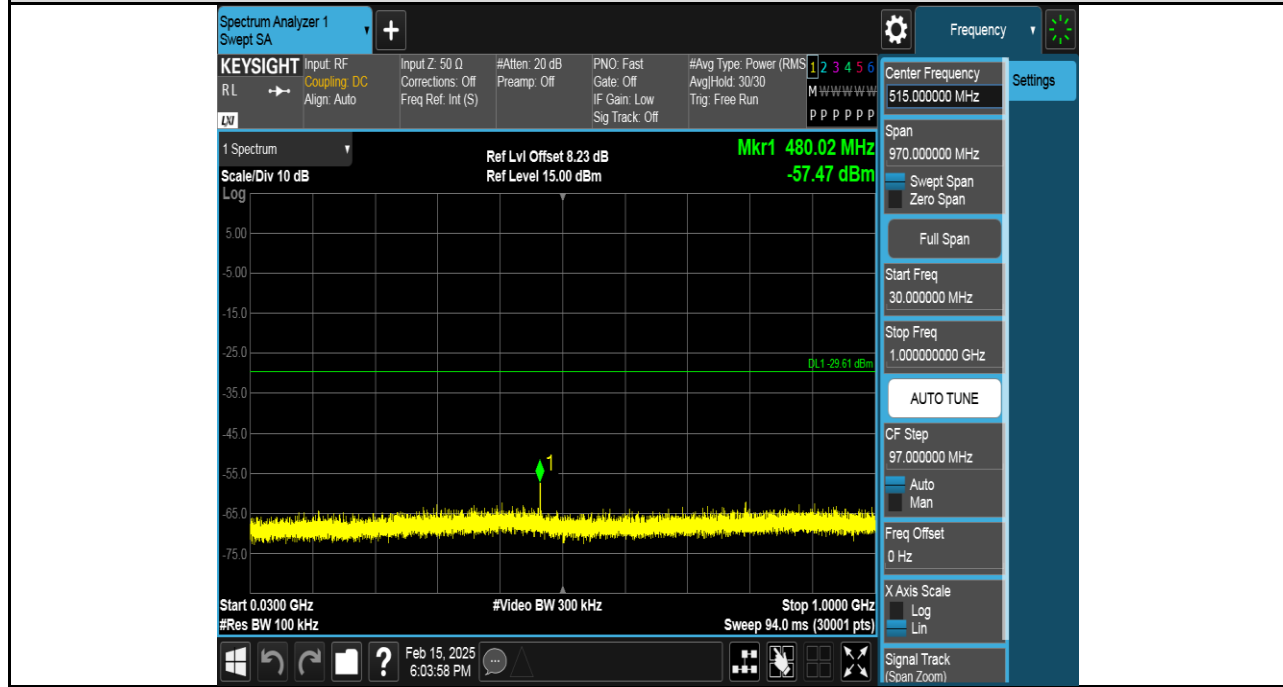 Spectrum Analyzer 1
Swept SA
+
Frequency
KEYSIGHT
RL
LXI
Input: RF
Coupling: DC
Align: Auto
Input Z: 50 Ω
Corrections: Off
Freq Ref: Int (S)
#Atten: 20 dB
Preamp: Off
PNO: Fast
Gate: Off
IF Gain: Low
Sig Track: Off
#Avg Type: Power (RMS
Avg|Hold: 30/30
Trig: Free Run
1 2 3 4 5 6
M W W W W W
P P P P P P
1 Spectrum
Scale/Div 10 dB
Ref Lvl Offset 8.23 dB
Ref Level 15.00 dBm
Mkr1 480.02 MHz
-57.47 dBm
Log
5.00
-5.00
-15.0
-25.0
DL1 -29.61 dBm
-35.0
-45.0
1
-55.0
-65.0
-75.0
Start 0.0300 GHz
#Res BW 100 kHz
#Video BW 300 kHz
Stop 1.0000 GHz
Sweep 94.0 ms (30001 pts)
?
Feb 15, 2025
6:03:58 PM
Center Frequency
515.000000 MHz
Settings
Span
970.000000 MHz
Swept Span
Zero Span
Full Span
Start Freq
30.000000 MHz
Stop Freq
1.000000000 GHz
AUTO TUNE
CF Step
97.000000 MHz
Auto
Man
Freq Offset
0 Hz
X Axis Scale
Log
Lin
Signal Track
(Span Zoom)